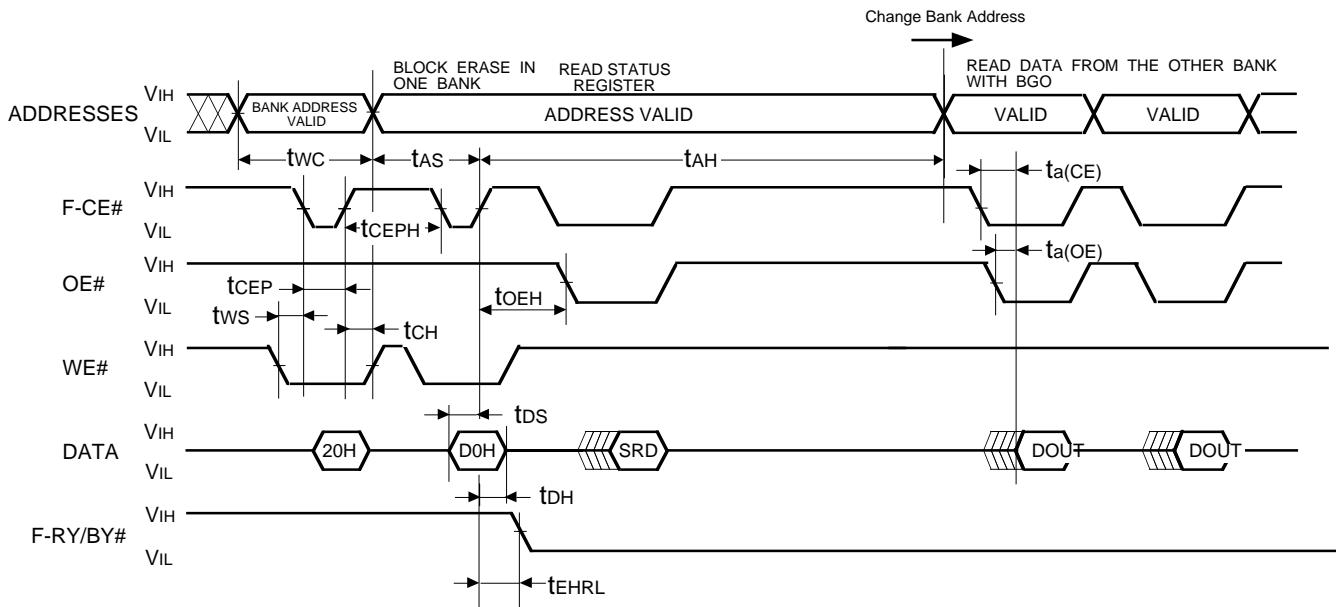 Change Bank Address
BLOCK ERASE IN
ONE BANK
READ STATUS
REGISTER
READ DATA FROM THE OTHER BANK
WITH BGO
ADDRESSES
VIH
VIL
BANK ADDRESS
VALID
ADDRESS VALID
VALID
VALID
tWC
tAS
tAH
ta(CE)
F-CE#
VIH
VIL
tCEPH
ta(OE)
OE#
VIH
VIL
tCEP
tOEH
tWS
tCH
WE#
VIH
VIL
tDS
DATA
VIH
VIL
20H
D0H
SRD
DOUT
DOUT
tDH
F-RY/BY#
VIH
VIL
tEHRL